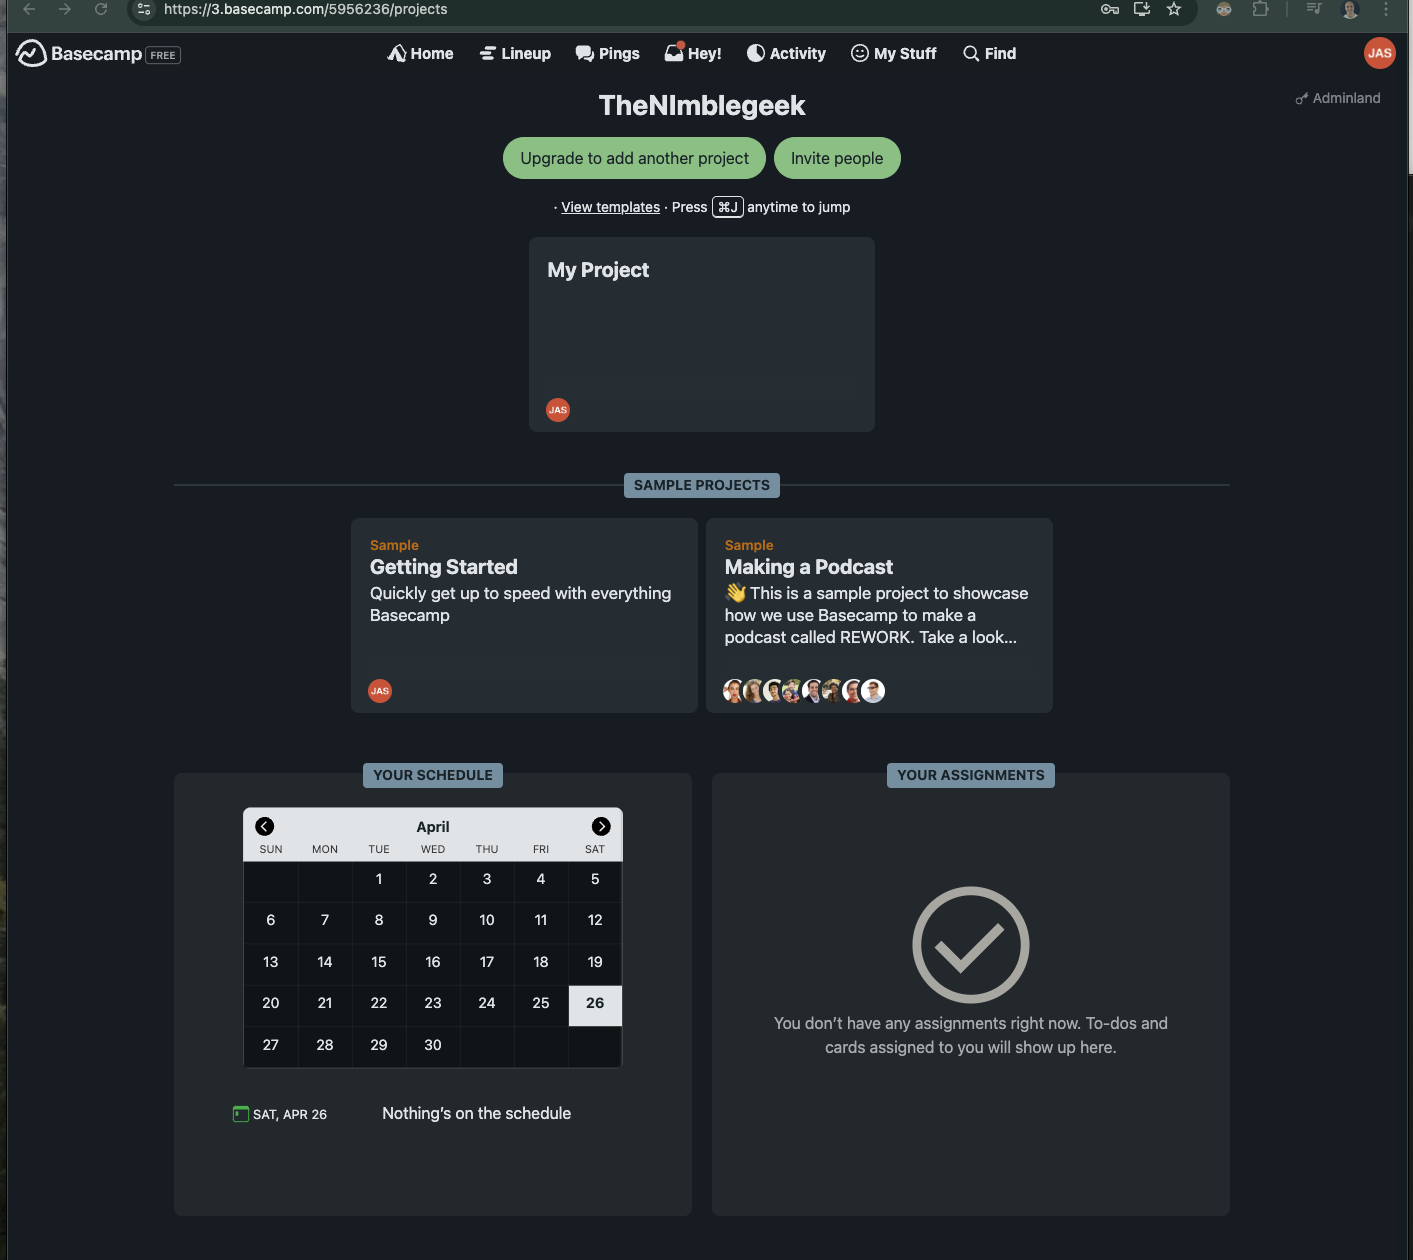 https://3.basecamp.com/5956236/projects
Basecamp FREE
Home Lineup Pings Hey! Activity My Stuff Find
JAS
TheNImblegeek
Adminland
Upgrade to add another project Invite people
· View templates · Press ⌘J anytime to jump
My Project
JAS
SAMPLE PROJECTS
Sample
Getting Started
Quickly get up to speed with everything
Basecamp
JAS
Sample
Making a Podcast
👋 This is a sample project to showcase
how we use Basecamp to make a
podcast called REWORK. Take a look...
YOUR SCHEDULE
April
SUN MON TUE WED THU FRI SAT
1 2 3 4 5
6 7 8 9 10 11 12
13 14 15 16 17 18 19
20 21 22 23 24 25 26
27 28 29 30
SAT, APR 26 Nothing’s on the schedule
YOUR ASSIGNMENTS
You don’t have any assignments right now. To-dos and
cards assigned to you will show up here.